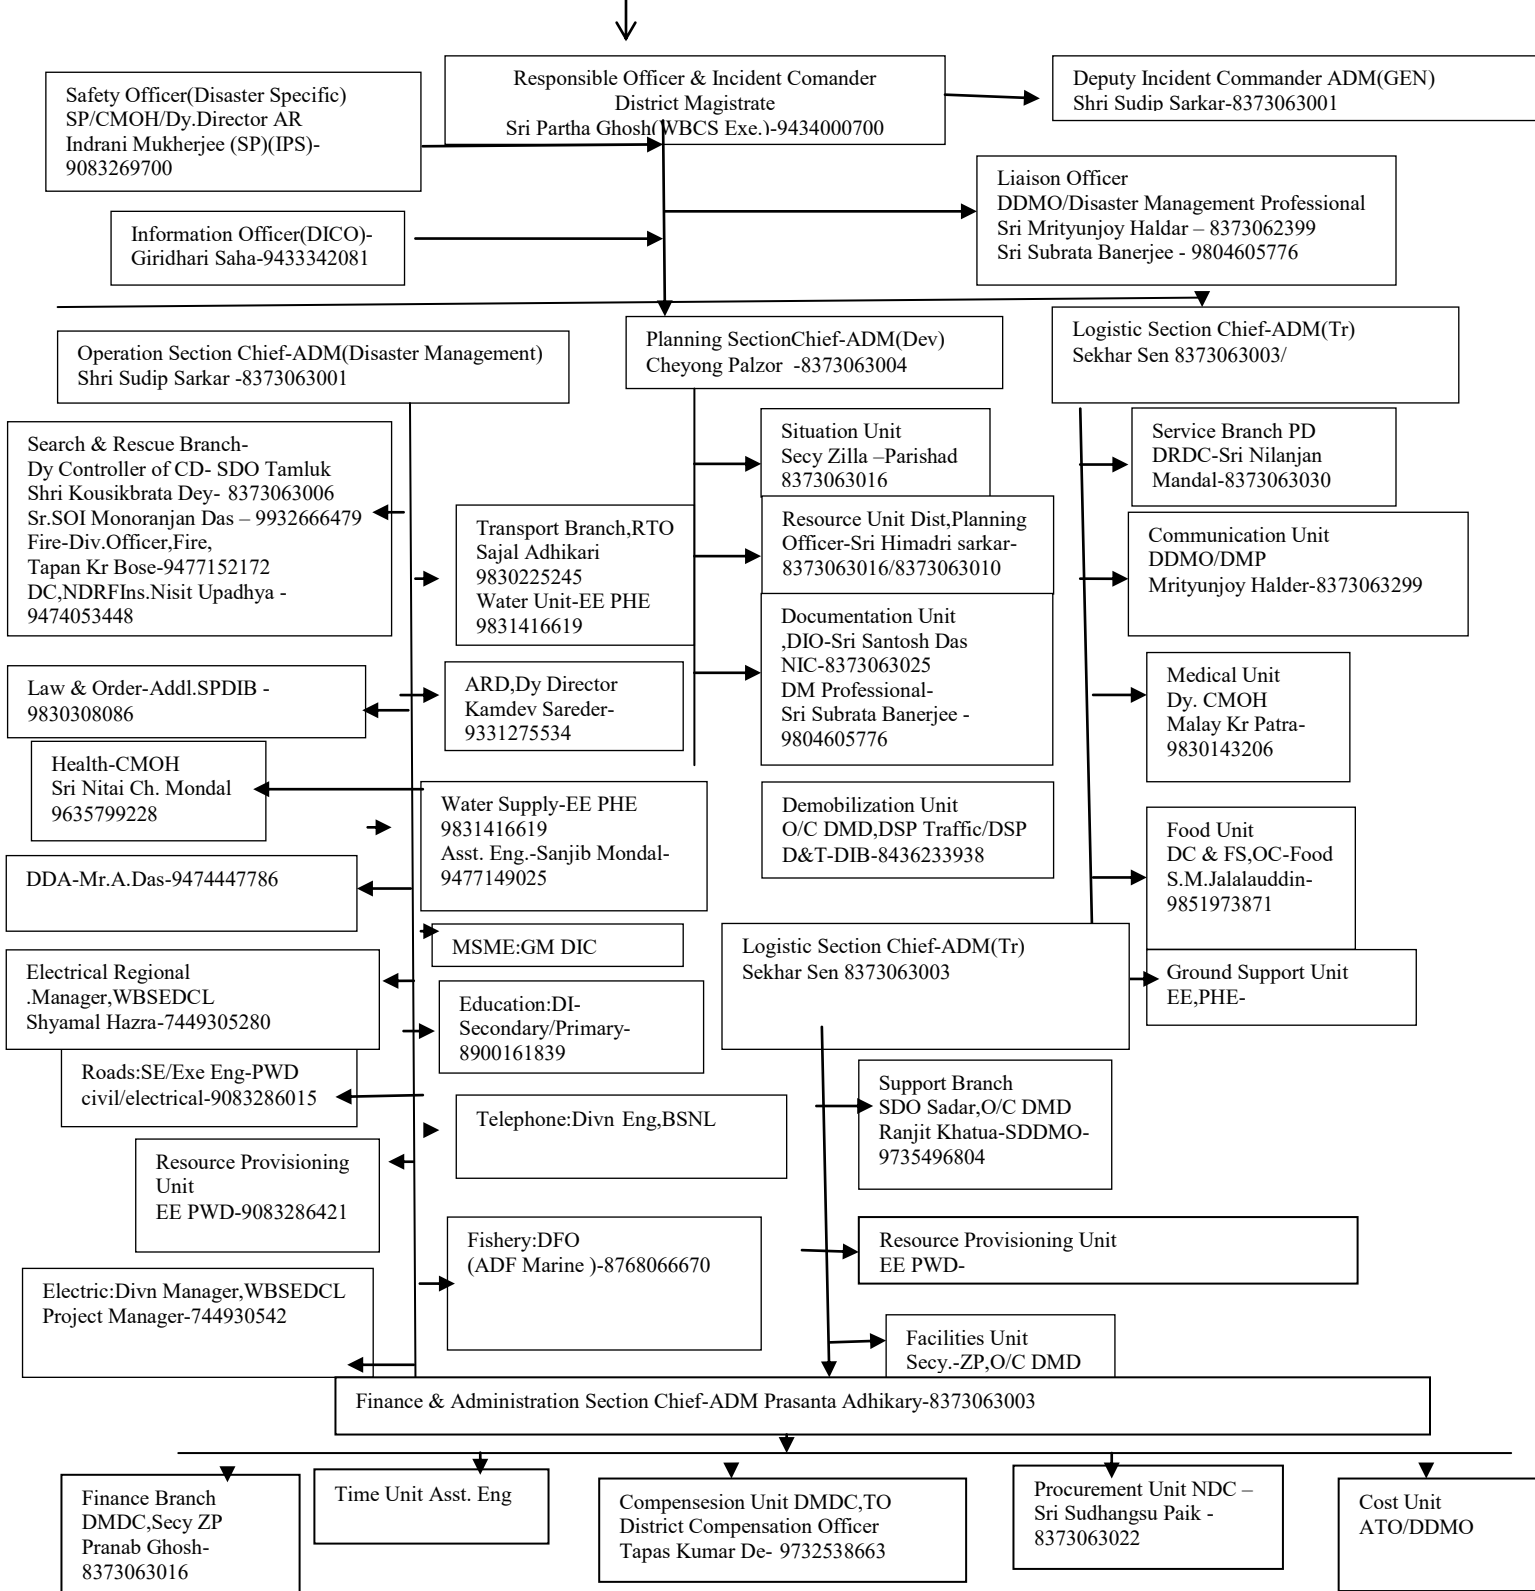 Responsible Officer & Incident Comander
District Magistrate
Sri Partha Ghosh(WBCS Exe.)-9434000700
Deputy Incident Commander ADM(GEN)
Shri Sudip Sarkar-8373063001
Safety Officer(Disaster Specific)
SP/CMOH/Dy.Director AR
Indrani Mukherjee (SP)(IPS)-
9083269700
Liaison Officer
DDMO/Disaster Management Professional
Sri Mrityunjoy Haldar – 8373062399
Sri Subrata Banerjee - 9804605776
Information Officer(DICO)-
Giridhari Saha-9433342081
Operation Section Chief-ADM(Disaster Management)
Shri Sudip Sarkar -8373063001
Planning SectionChief-ADM(Dev)
Cheyong Palzor -8373063004
Logistic Section Chief-ADM(Tr)
Sekhar Sen 8373063003/
Search & Rescue Branch-
Dy Controller of CD- SDO Tamluk
Shri Kousikbrata Dey- 8373063006
Sr.SOI Monoranjan Das – 9932666479
Fire-Div.Officer,Fire,
Tapan Kr Bose-9477152172
DC,NDRFIns.Nisit Upadhya -
9474053448
Transport Branch,RTO
Sajal Adhikari
9830225245
Water Unit-EE PHE
9831416619
Situation Unit
Secy Zilla –Parishad
8373063016
Resource Unit Dist,Planning
Officer-Sri Himadri sarkar-
8373063016/8373063010
Documentation Unit
,DIO-Sri Santosh Das
NIC-8373063025
DM Professional-
Sri Subrata Banerjee -
9804605776
Service Branch PD
DRDC-Sri Nilanjan
Mandal-8373063030
Communication Unit
DDMO/DMP
Mrityunjoy Halder-8373063299
Medical Unit
Dy. CMOH
Malay Kr Patra-
9830143206
Law & Order-Addl.SPDIB -
9830308086
ARD,Dy Director
Kamdev Sareder-
9331275534
Health-CMOH
Sri Nitai Ch. Mondal
9635799228
Water Supply-EE PHE
9831416619
Asst. Eng.-Sanjib Mondal-
9477149025
Demobilization Unit
O/C DMD,DSP Traffic/DSP
D&T-DIB-8436233938
Food Unit
DC & FS,OC-Food
S.M.Jalalauddin-
9851973871
DDA-Mr.A.Das-9474447786
MSME:GM DIC
Logistic Section Chief-ADM(Tr)
Sekhar Sen 8373063003
Ground Support Unit
EE,PHE-
Electrical Regional
.Manager,WBSEDCL
Shyamal Hazra-7449305280
Education:DI-
Secondary/Primary-
8900161839
Roads:SE/Exe Eng-PWD
civil/electrical-9083286015
Telephone:Divn Eng,BSNL
Support Branch
SDO Sadar,O/C DMD
Ranjit Khatua-SDDMO-
9735496804
Resource Provisioning
Unit
EE PWD-9083286421
Fishery:DFO
(ADF Marine )-8768066670
Resource Provisioning Unit
EE PWD-
Electric:Divn Manager,WBSEDCL
Project Manager-744930542
Facilities Unit
Secy.-ZP,O/C DMD
Finance & Administration Section Chief-ADM Prasanta Adhikary-8373063003
Finance Branch
DMDC,Secy ZP
Pranab Ghosh-
8373063016
Time Unit Asst. Eng
Compensesion Unit DMDC,TO
District Compensation Officer
Tapas Kumar De- 9732538663
Procurement Unit NDC –
Sri Sudhangsu Paik -
8373063022
Cost Unit
ATO/DDMO